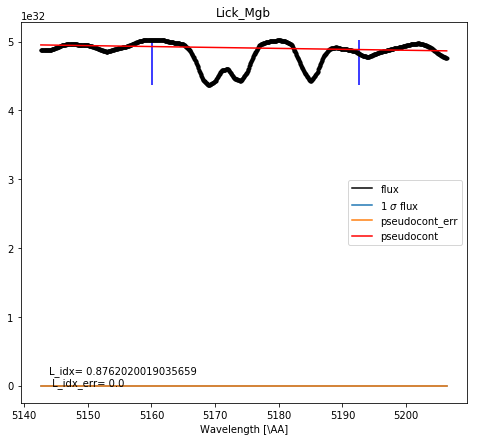 Lick_Mgb
1e32
5
4
3
2
1
0
flux
1 σ flux
pseudocont_err
pseudocont
L_idx= 0.8762020019035659
L_idx_err= 0.0
5140 5150 5160 5170 5180 5190 5200
Wavelength [\AA]